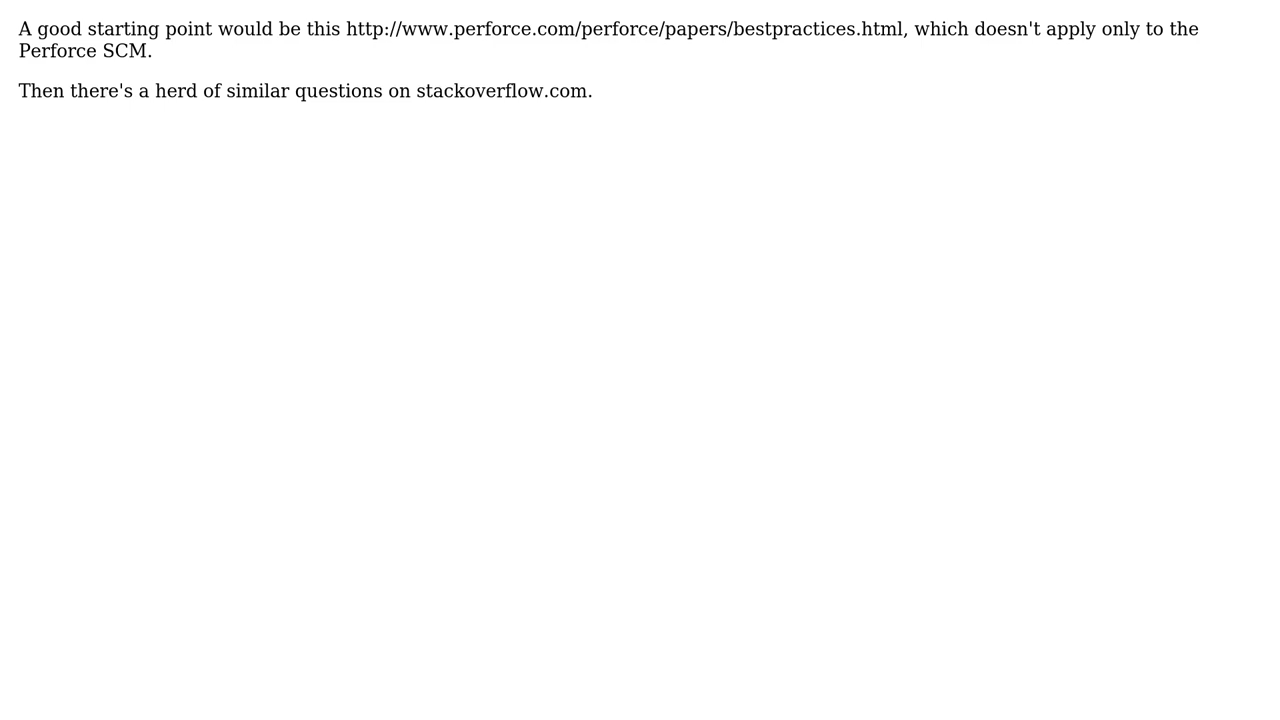 A good starting point would be this http://www.perforce.com/perforce/papers/bestpractices.html, which doesn't apply only to the
Perforce SCM.
Then there's a herd of similar questions on stackoverflow.com.